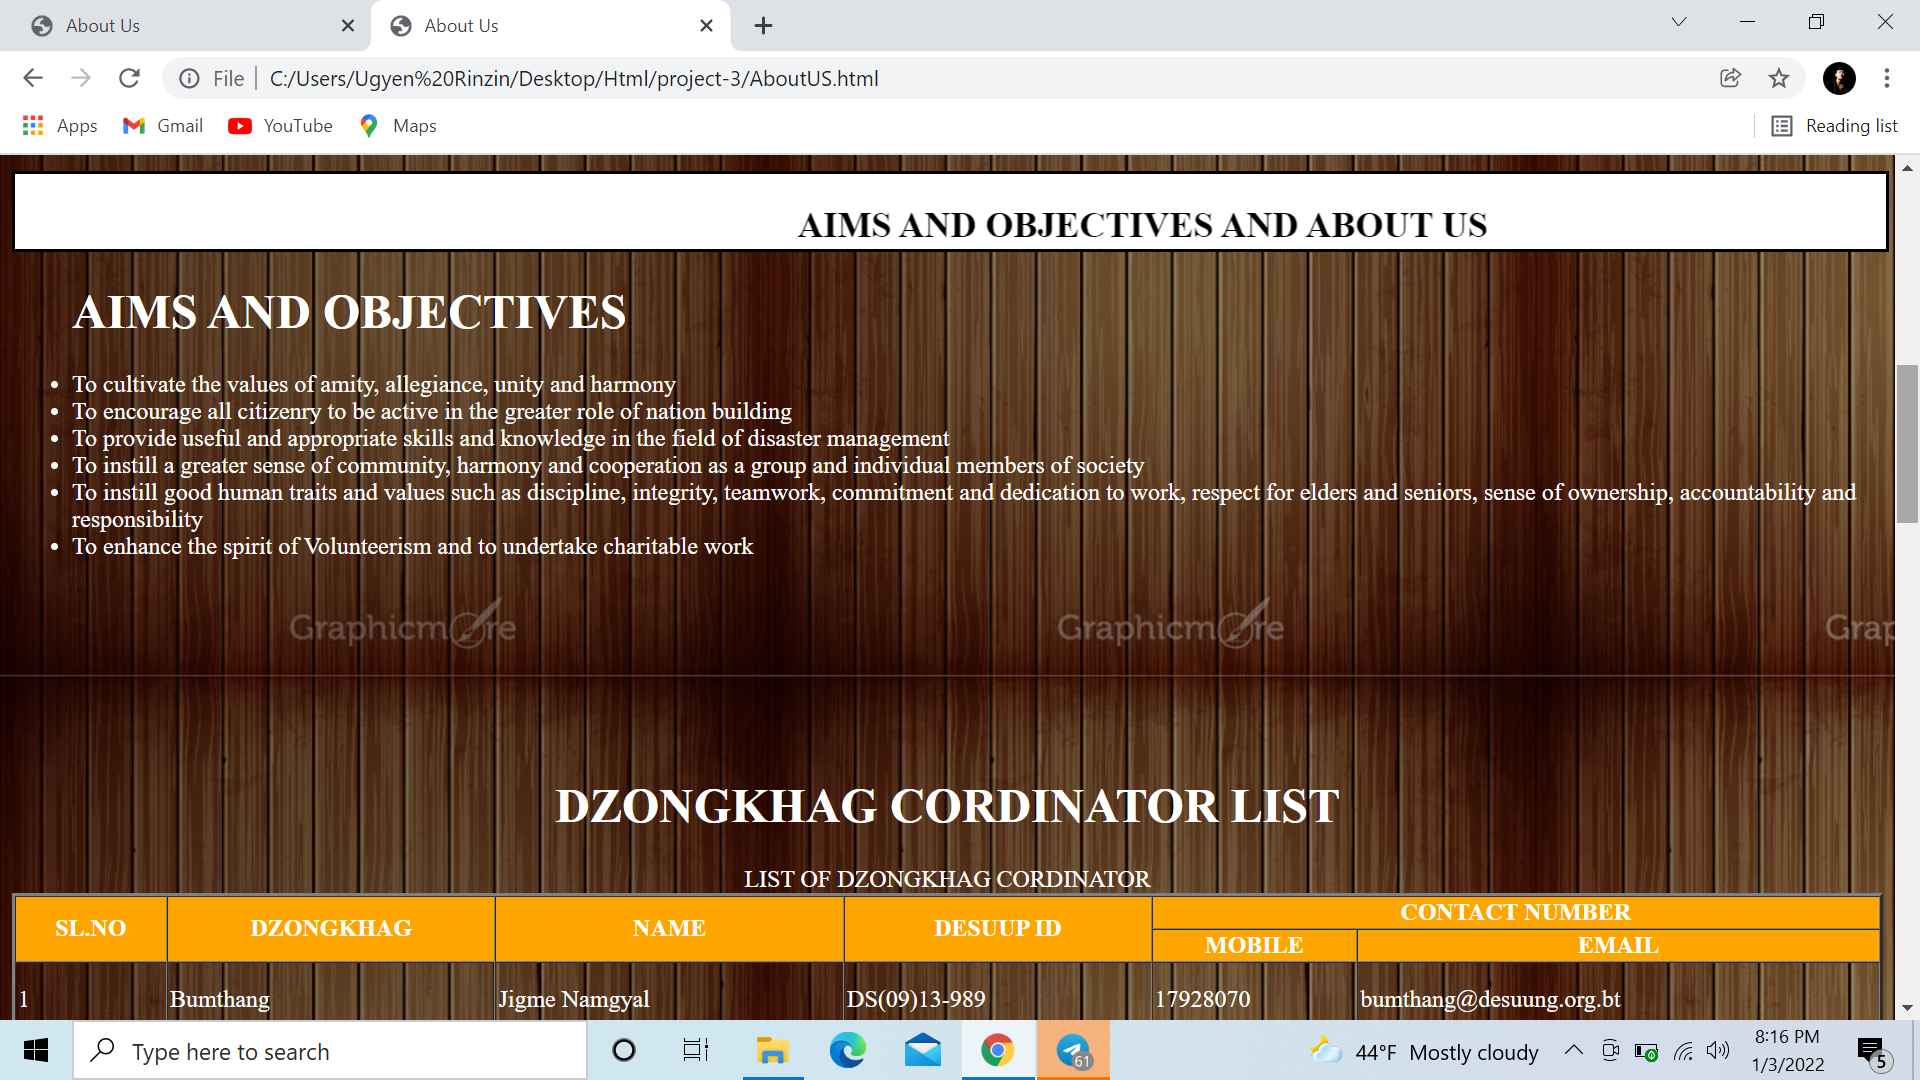 About Us
About Us
File
C:/Users/Ugyen%20Rinzin/Desktop/Html/project-3/AboutUS.html
Apps
Gmail
YouTube
Maps
Reading list
AIMS AND OBJECTIVES AND ABOUT US
AIMS AND OBJECTIVES
• To cultivate the values of amity, allegiance, unity and harmony
• To encourage all citizenry to be active in the greater role of nation building
• To provide useful and appropriate skills and knowledge in the field of disaster management
• To instill a greater sense of community, harmony and cooperation as a group and individual members of society
• To instill good human traits and values such as discipline, integrity, teamwork, commitment and dedication to work, respect for elders and seniors, sense of ownership, accountability and
responsibility
• To enhance the spirit of Volunteerism and to undertake charitable work
Graphicmore Graphicmore Grap
DZONGKHAG CORDINATOR LIST
LIST OF DZONGKHAG CORDINATOR
SL.NO DZONGKHAG NAME DESUUP ID CONTACT NUMBER
MOBILE EMAIL
1 Bumthang Jigme Namgyal DS(09)13-989 17928070 bumthang@desuung.org.bt
Type here to search
61
44°F Mostly cloudy
8:16 PM
1/3/2022
5